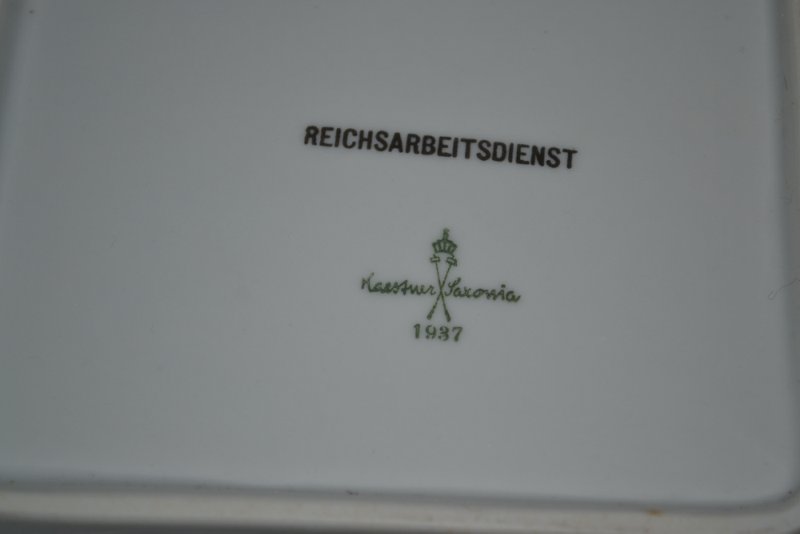 REICHSARBEITSDIENST
Kaestner Saxonia
1937